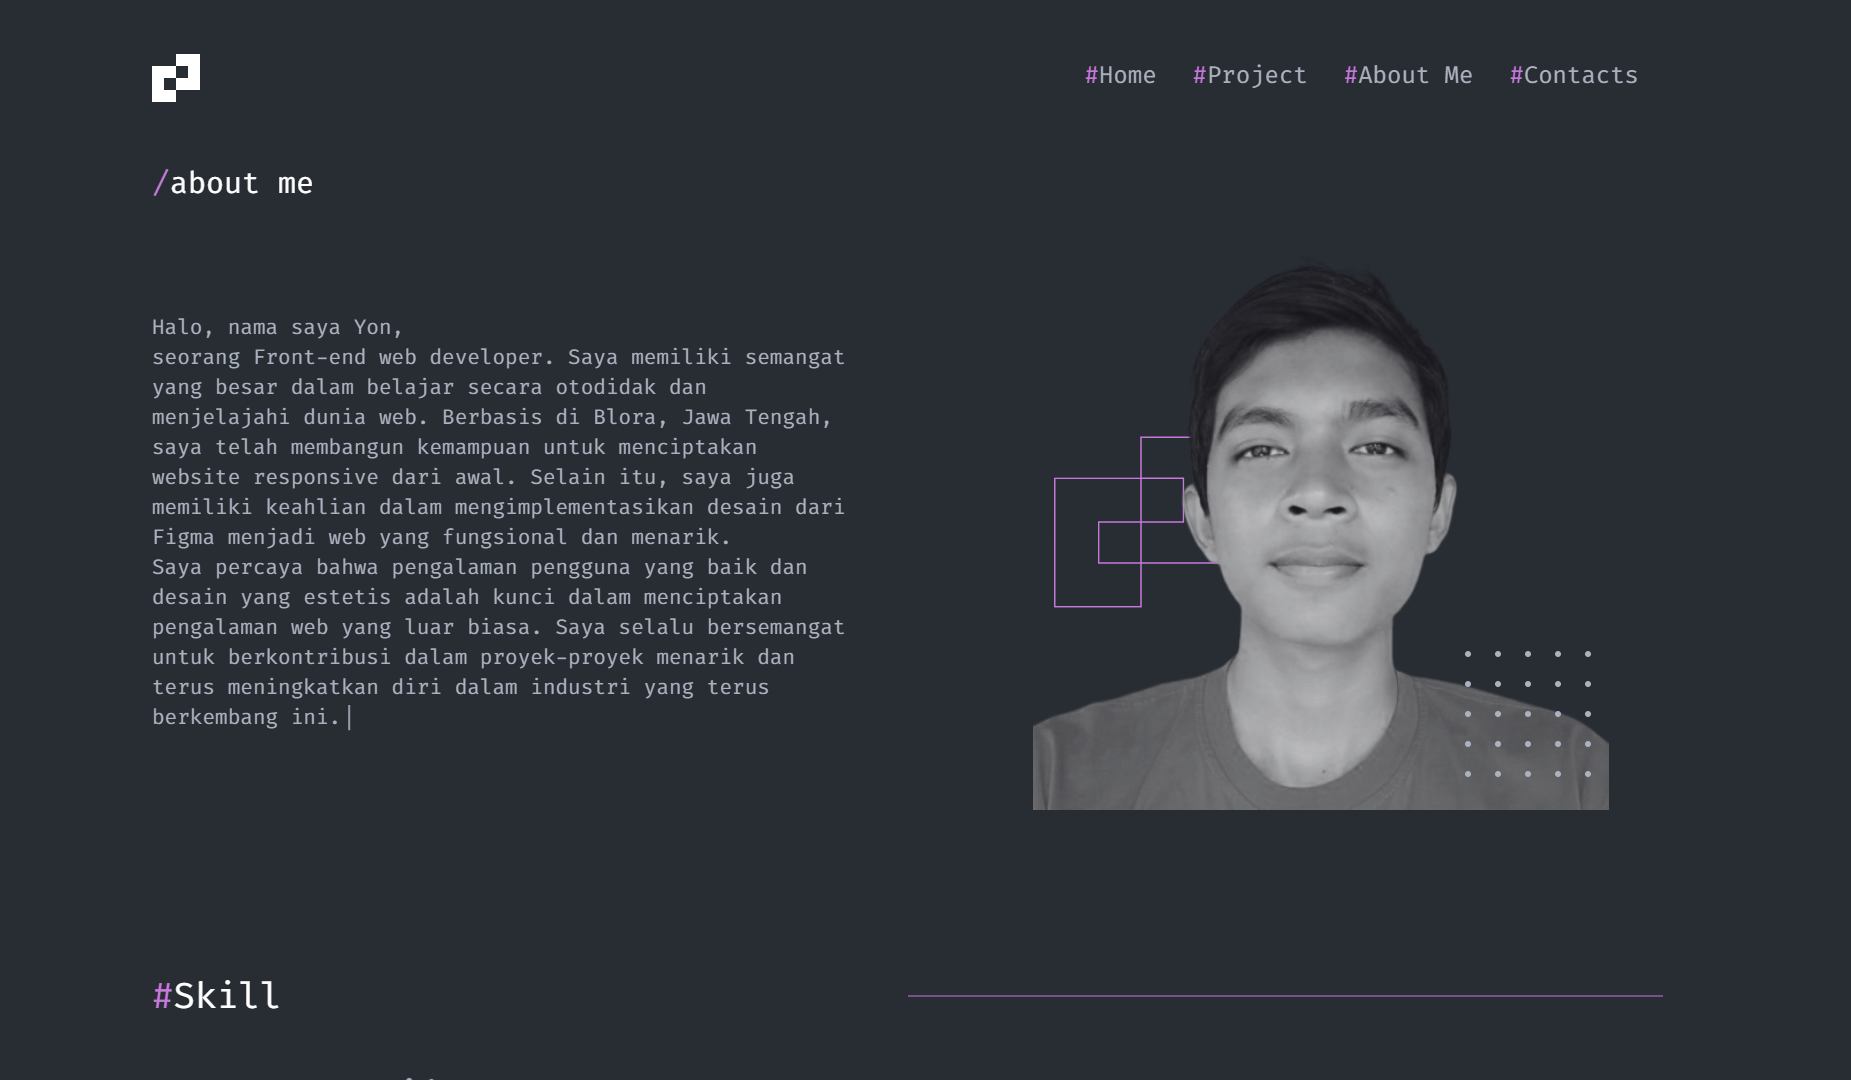 #Home #Project #About Me #Contacts
/about me
Halo, nama saya Yon,
seorang Front-end web developer. Saya memiliki semangat
yang besar dalam belajar secara otodidak dan
menjelajahi dunia web. Berbasis di Blora, Jawa Tengah,
saya telah membangun kemampuan untuk menciptakan
website responsive dari awal. Selain itu, saya juga
memiliki keahlian dalam mengimplementasikan desain dari
Figma menjadi web yang fungsional dan menarik.
Saya percaya bahwa pengalaman pengguna yang baik dan
desain yang estetis adalah kunci dalam menciptakan
pengalaman web yang luar biasa. Saya selalu bersemangat
untuk berkontribusi dalam proyek-proyek menarik dan
terus meningkatkan diri dalam industri yang terus
berkembang ini.|
#Skill